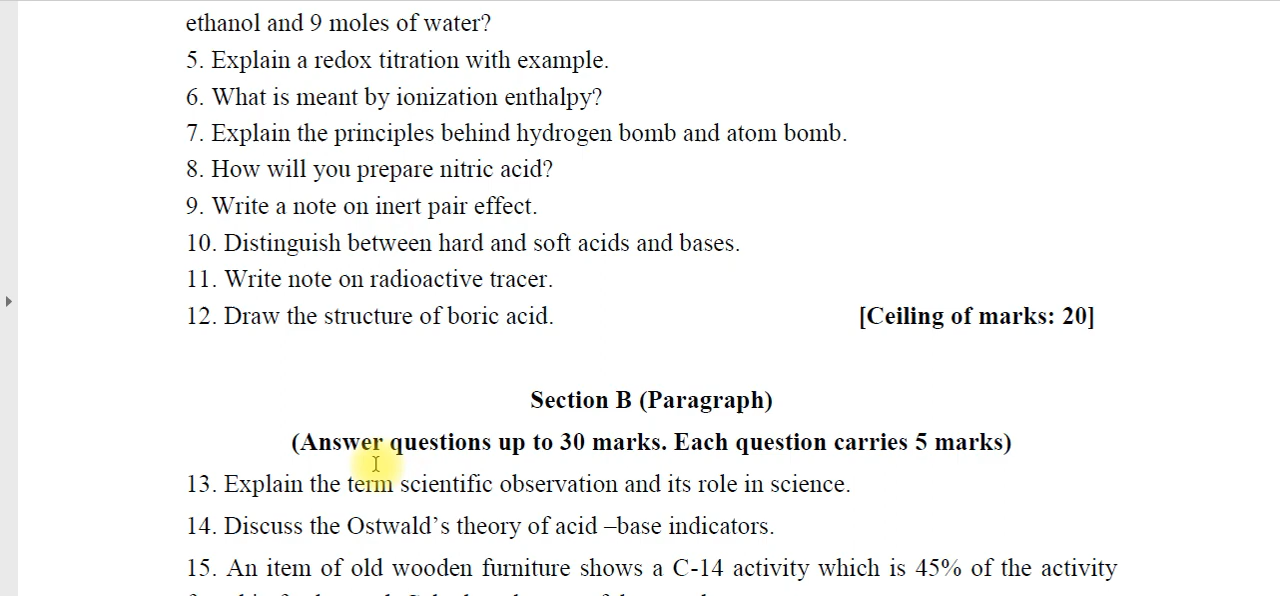 ethanol and 9 moles of water?
5. Explain a redox titration with example.
6. What is meant by ionization enthalpy?
7. Explain the principles behind hydrogen bomb and atom bomb.
8. How will you prepare nitric acid?
9. Write a note on inert pair effect.
10. Distinguish between hard and soft acids and bases.
11. Write note on radioactive tracer.
12. Draw the structure of boric acid. [Ceiling of marks: 20]
Section B (Paragraph)
(Answer questions up to 30 marks. Each question carries 5 marks)
13. Explain the term scientific observation and its role in science.
14. Discuss the Ostwald’s theory of acid –base indicators.
15. An item of old wooden furniture shows a C-14 activity which is 45% of the activity